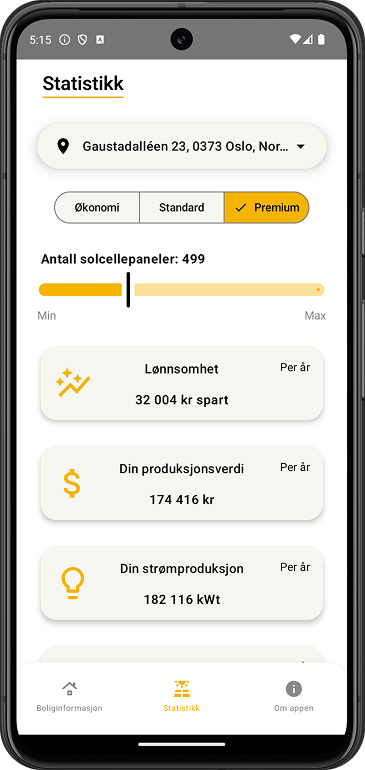 5:15
Statistikk
Gaustadalléen 23, 0373 Oslo, Nor...
Økonomi Standard Premium
Antall solcellepaneler: 499
Min Max
Lønnsomhet Per år
32 004 kr spart
Din produksjonsverdi Per år
174 416 kr
Din strømproduksjon Per år
182 116 kWt
Boliginformasjon Statistikk Om appen